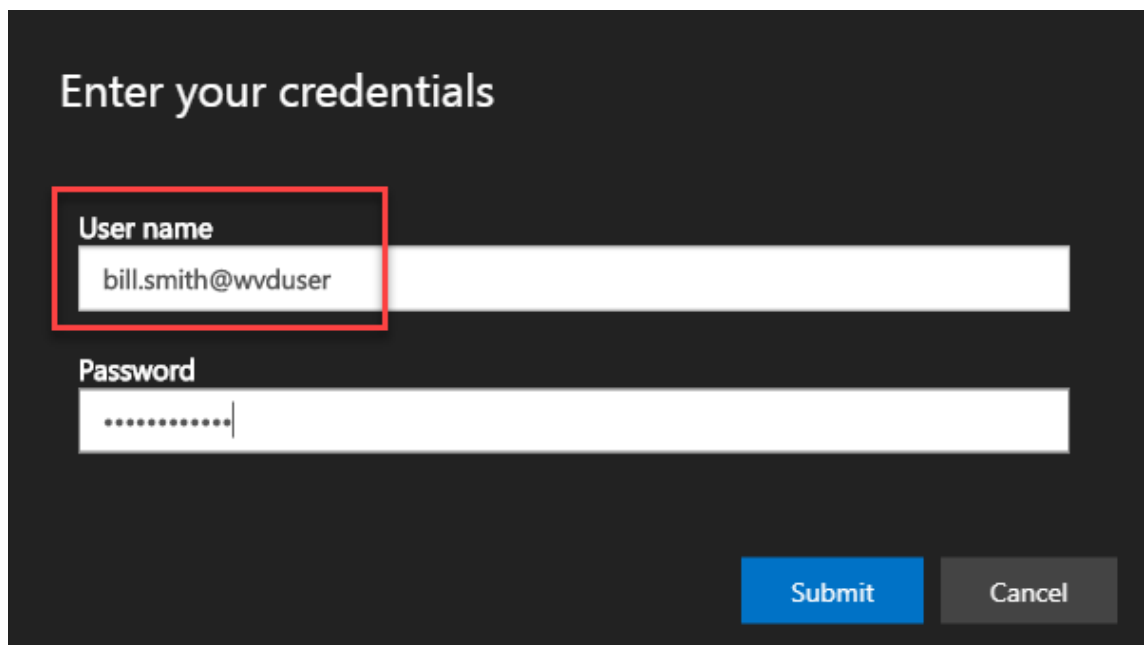 Enter your credentials
User name
bill.smith@wvduser
Password
••••••••••••
Submit
Cancel